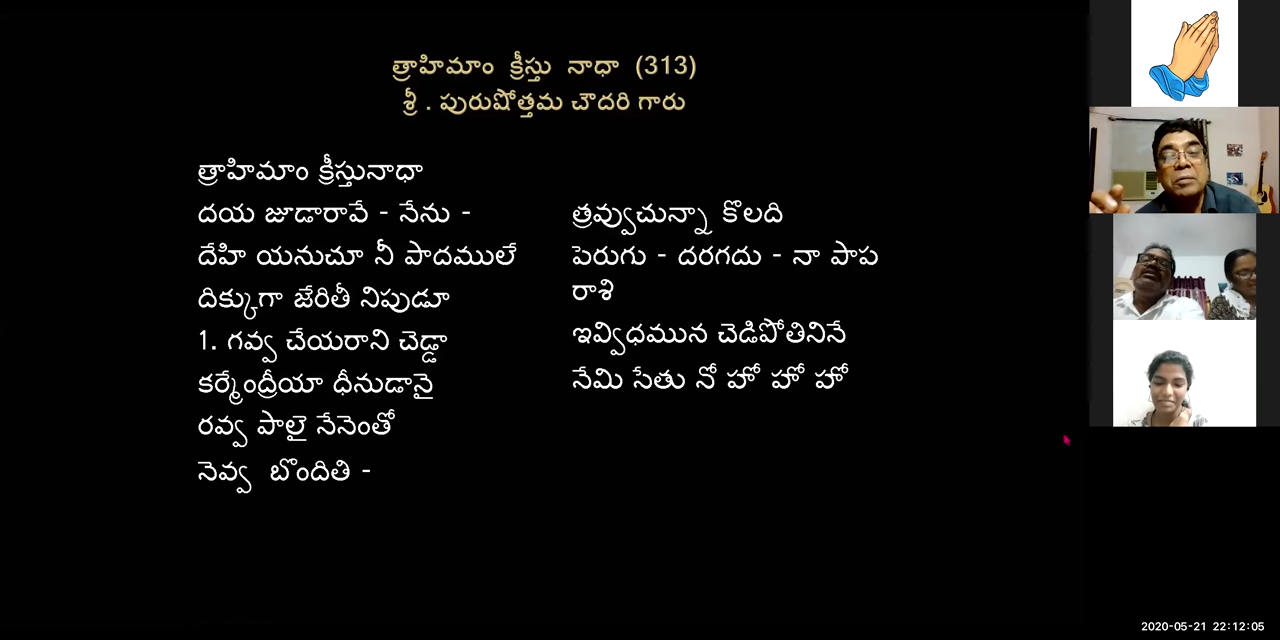 త్రాహిమాం క్రీస్తు నాధా (313)
శ్రీ . పురుషోత్తమ చౌదరి గారు
త్రాహిమాం క్రీస్తునాధా
దయ జూడారావే - నేను -
దేహి యనుచూ నీ పాదములే
దిక్కుగా జేరితీ నిపుడూ
1. గవ్వ చేయరాని చెడ్డా
కర్మేంద్రీయా ధీనుడానై
రవ్వ పాలై నేనెంతో
నెవ్వ బొందితి -
త్రవ్వుచున్నా కొలది
పెరుగు - దరగదు - నా పాప
రాశి
ఇవ్విధమున చెడిపోతినినే
నేమి సేతు నో హో హో హో
2020-05-21 22:12:05